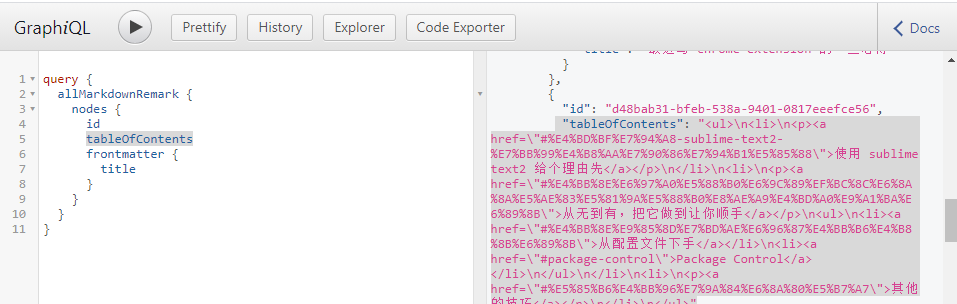 GraphiQL
Prettify
History
Explorer
Code Exporter
Docs
1 query {
2 allMarkdownRemark {
3 nodes {
4 id
5 tableOfContents
6 frontmatter {
7 title
8 }
9 }
10 }
11 }
}
},
{
"id": "d48bab31-bfeb-538a-9401-0817eeefce56",
"tableOfContents": "<ul>\n<li>\n<p><a
href=\"#%E4%BD%BF%E7%94%A8-sublime-text2-
%E7%BB%99%E4%B8%AA%E7%90%86%E7%94%B1%E5%85%88\">使用 sublime
text2 给个理由先</a></p>\n</li>\n<li>\n<p><a
href=\"#%E4%BB%8E%E6%97%A0%E5%88%B0%E6%9C%89%EF%BC%8C%E6%8A
%8A%E5%AE%83%E5%81%9A%E5%88%B0%E8%AE%A9%E4%BD%A0%E9%A1%BA%E
6%89%8B\">从无到有，把它做到让你顺手</a></p>\n<ul>\n<li><a
href=\"#%E4%BB%8E%E9%85%8D%E7%BD%AE%E6%96%87%E4%BB%B6%E4%B8
%8B%E6%89%8B\">从配置文件下手</a></li>\n<li><a
href=\"#package-control\">Package Control</a>
</li>\n</ul>\n</li>\n<li>\n<p><a
href=\"#%E5%85%B6%E4%BB%96%E7%9A%84%E6%8A%80%E5%B7%A7\">其他
的技巧</a></p>\n</li>\n</ul>"